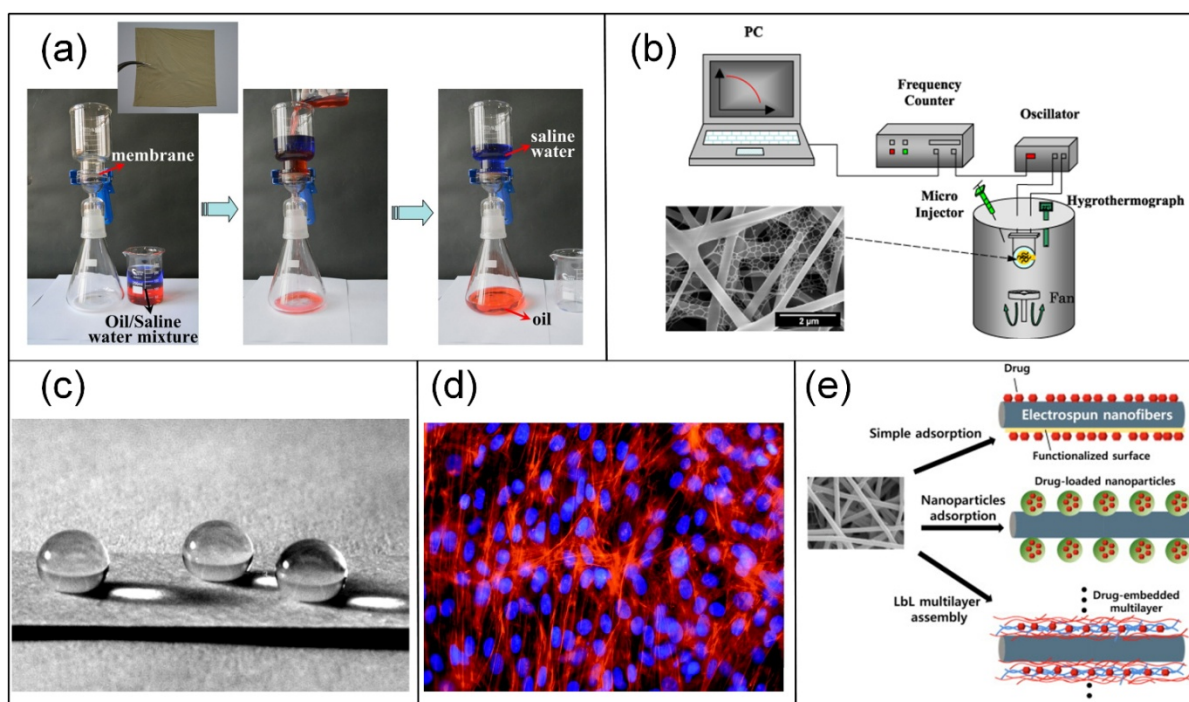 (a)
membrane
Oil/Saline
water mixture
saline
water
oil
(b)
PC
Frequency
Counter
Oscillator
Micro
Injector
Hygrothermograph
Fan
2 μm
(c)
(d)
(e)
Drug
Electrospun nanofibers
Simple adsorption
Functionalized surface
Drug-loaded nanoparticles
Nanoparticles
adsorption
LbL multilayer
assembly
Drug-embedded
multilayer